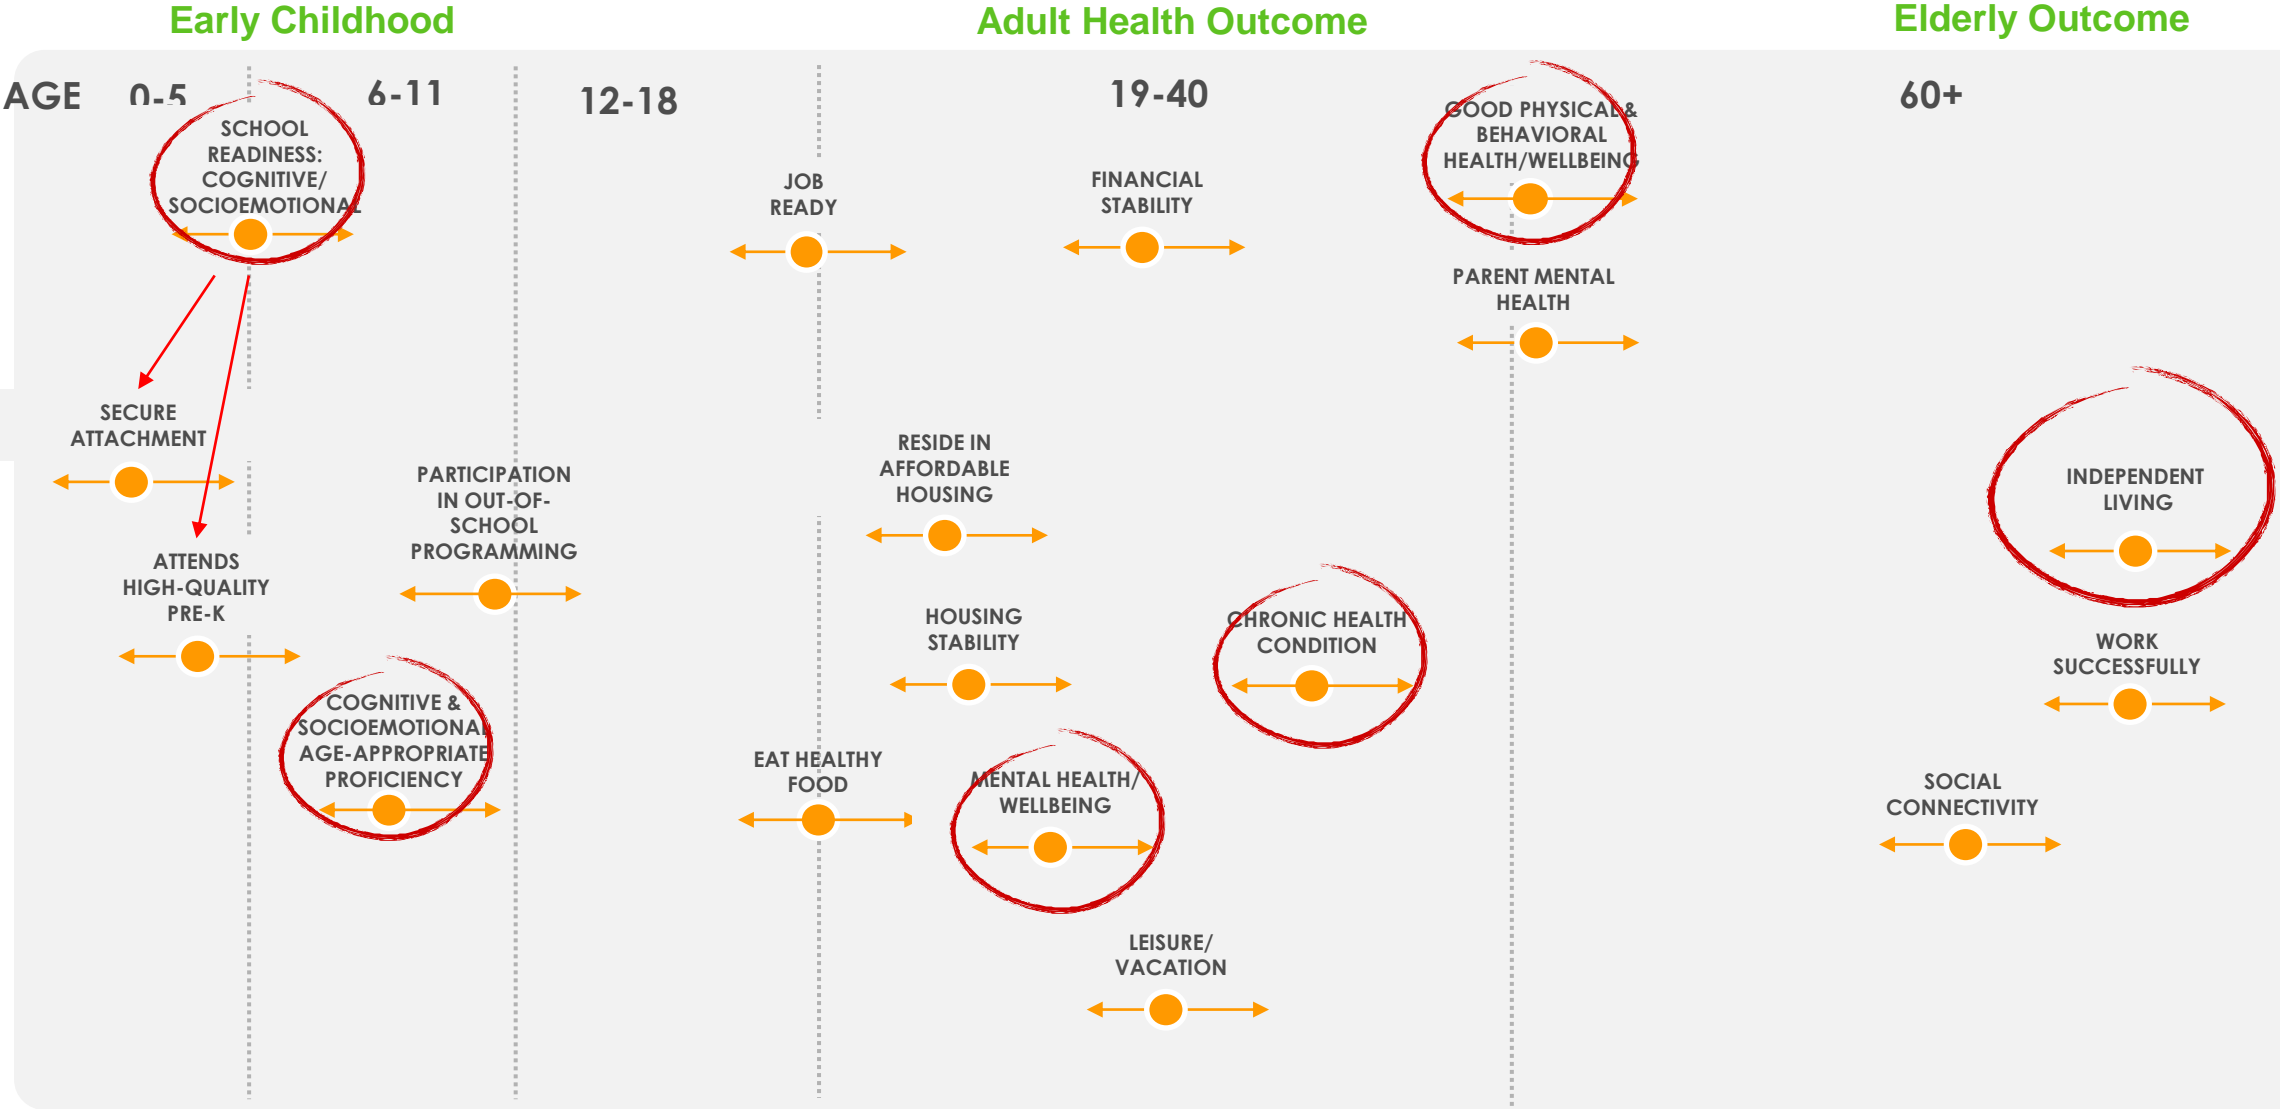 Early Childhood
Adult Health Outcome
Elderly Outcome
AGE
0-5
6-11
12-18
19-40
60+
SCHOOL
READINESS:
COGNITIVE/
SOCIOEMOTIONAL
JOB
READY
FINANCIAL
STABILITY
GOOD PHYSICAL &
BEHAVIORAL
HEALTH/WELLBEING
PARENT MENTAL
HEALTH
SECURE
ATTACHMENT
PARTICIPATION
IN OUT-OF-
SCHOOL
PROGRAMMING
RESIDE IN
AFFORDABLE
HOUSING
INDEPENDENT
LIVING
ATTENDS
HIGH-QUALITY
PRE-K
HOUSING
STABILITY
CHRONIC HEALTH
CONDITION
WORK
SUCCESSFULLY
COGNITIVE &
SOCIOEMOTIONAL
AGE-APPROPRIATE
PROFICIENCY
EAT HEALTHY
FOOD
MENTAL HEALTH/
WELLBEING
SOCIAL
CONNECTIVITY
LEISURE/
VACATION